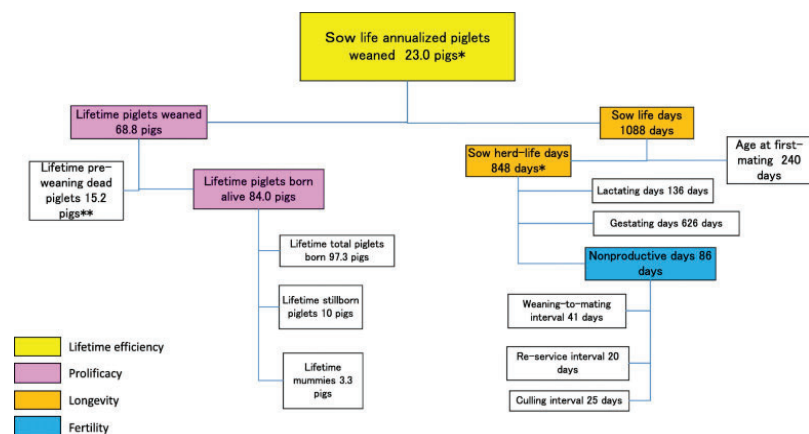 Sow life annualized piglets
weaned 23.0 pigs*
Lifetime piglets weaned
68.8 pigs
Sow life days
1088 days
Lifetime pre-
weaning dead
piglets 15.2
pigs**
Lifetime piglets born
alive 84.0 pigs
Sow herd-life days
848 days*
Age at first-
mating 240
days
Lactating days 136 days
Gestating days 626 days
Lifetime total piglets
born 97.3 pigs
Nonproductive days 86
days
Lifetime stillborn
piglets 10 pigs
Weaning-to-mating
interval 41 days
Lifetime
mummies 3.3
pigs
Re-service interval 20
days
Culling interval 25 days
Lifetime efficiency
Prolificacy
Longevity
Fertility